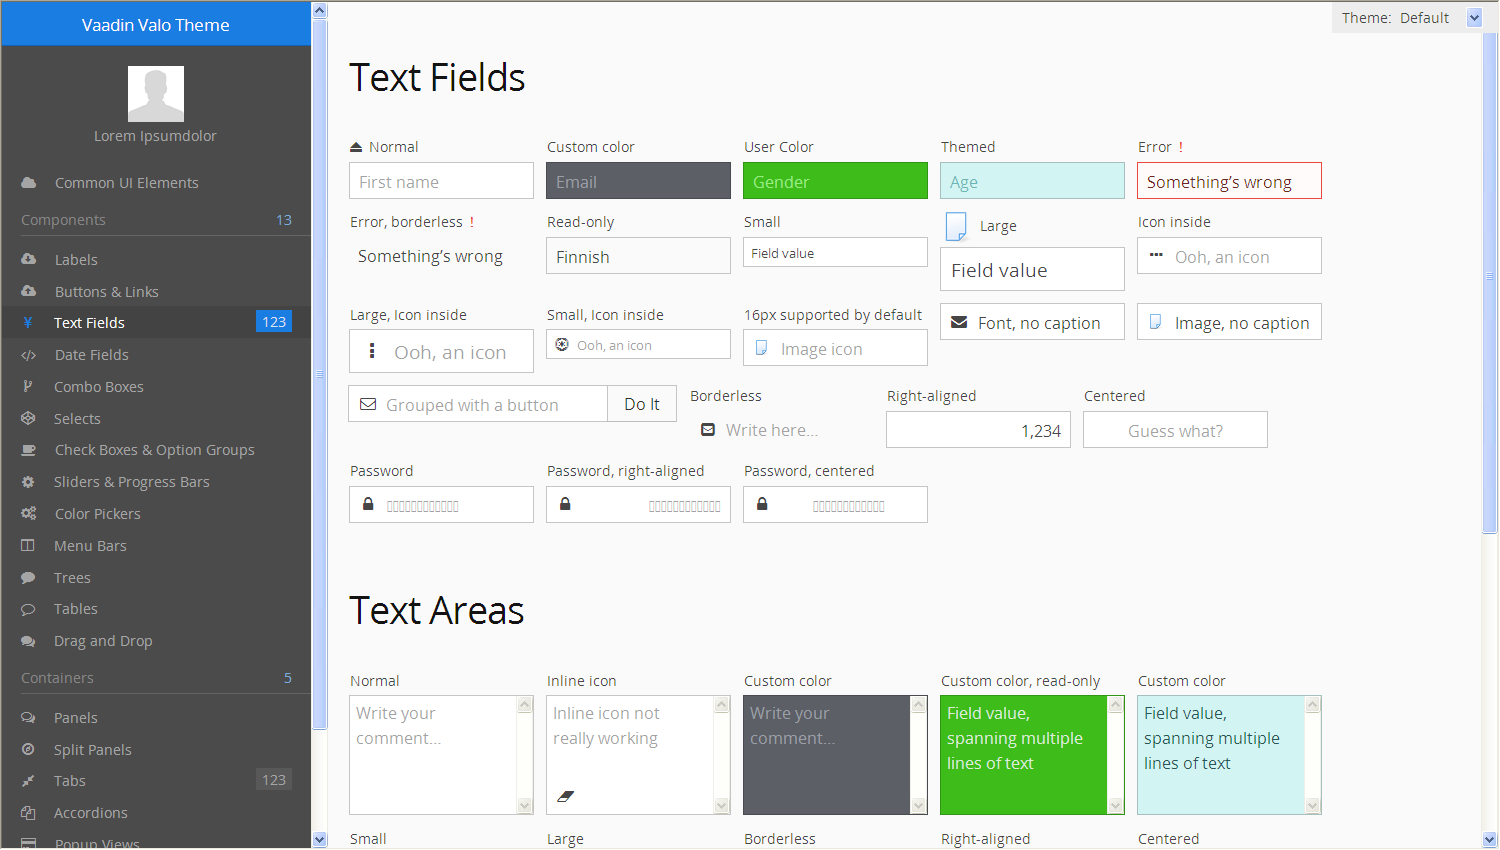 Vaadin Valo Theme
Lorem Ipsumdolor
Common UI Elements
Components 13
Labels
Buttons & Links
Text Fields 123
Date Fields
Combo Boxes
Selects
Check Boxes & Option Groups
Sliders & Progress Bars
Color Pickers
Menu Bars
Trees
Tables
Drag and Drop
Containers 5
Panels
Split Panels
Tabs 123
Accordions
Popup Views
Theme: Default
Text Fields
Normal Custom color User Color Themed Error !
First name Email Gender Age Something's wrong
Error, borderless ! Read-only Small Large Icon inside
Something's wrong Finnish Field value Field value Ooh, an icon
Large, Icon inside Small, Icon inside 16px supported by default Font, no caption Image, no caption
Ooh, an icon Ooh, an icon Image icon
Grouped with a button Do It Borderless Right-aligned Centered
Write here... 1,234 Guess what?
Password Password, right-aligned Password, centered
Text Areas
Normal Inline icon Custom color Custom color, read-only Custom color
Write your Inline icon not Write your Field value, Field value,
comment... really working comment... spanning multiple spanning multiple
lines of text lines of text
Small Large Borderless Right-aligned Centered